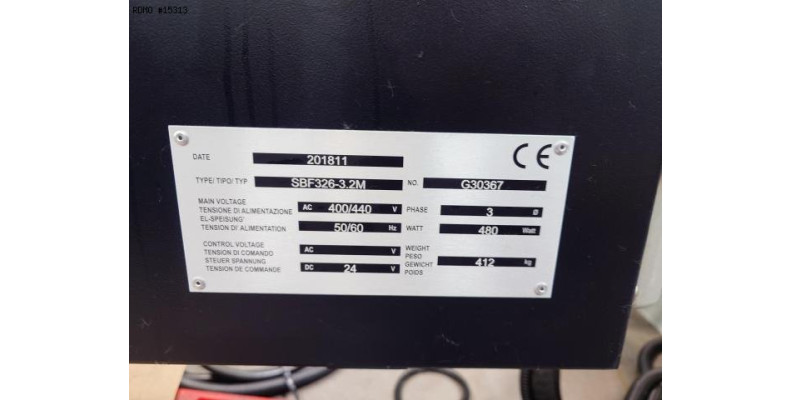 RDMO #15313
CE
DATE 201811
TYPE/ TIPO/ TYP SBF326-3.2M NO. G30367
MAIN VOLTAGE
TENSIONE DI ALIMENTAZIONE AC 400/440 V PHASE 3 Ø
EL-SPEISUNG'
TENSION DI' ALIMENTATION 50/60 Hz WATT 480 Watt
CONTROL VOLTAGE AC V WEIGHT
TENSION DI COMANDO PESO
STEUER SPANNUNG GEWICHT 412 kg
TENSION DE COMMANDE DC 24 V POIDS